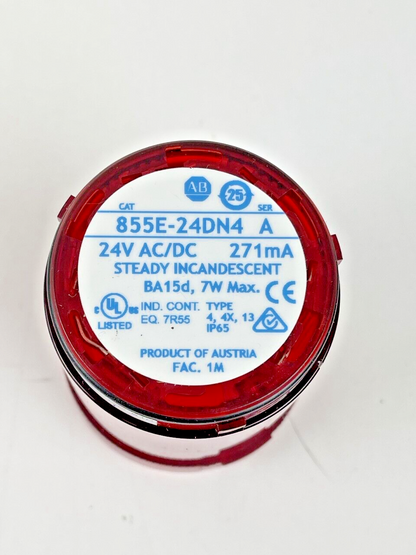 AB 25
CAT SER
855E-24DN4 A
24V AC/DC 271mA
STEADY INCANDESCENT
BA15d, 7W Max. CE
C UL US IND. CONT. TYPE
LISTED EQ. 7R55 4, 4X, 13
IP65
PRODUCT OF AUSTRIA
FAC. 1M